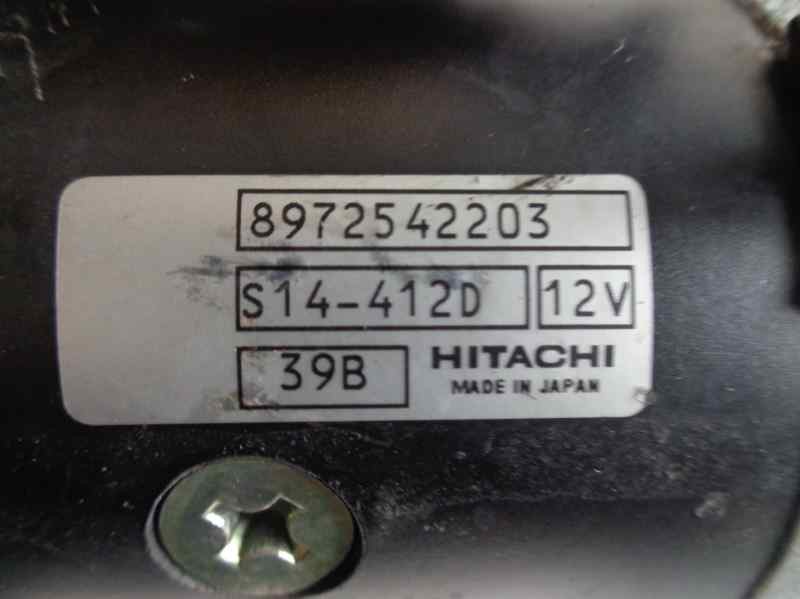 8972542203
S14-412D 12V
39B HITACHI
MADE IN JAPAN